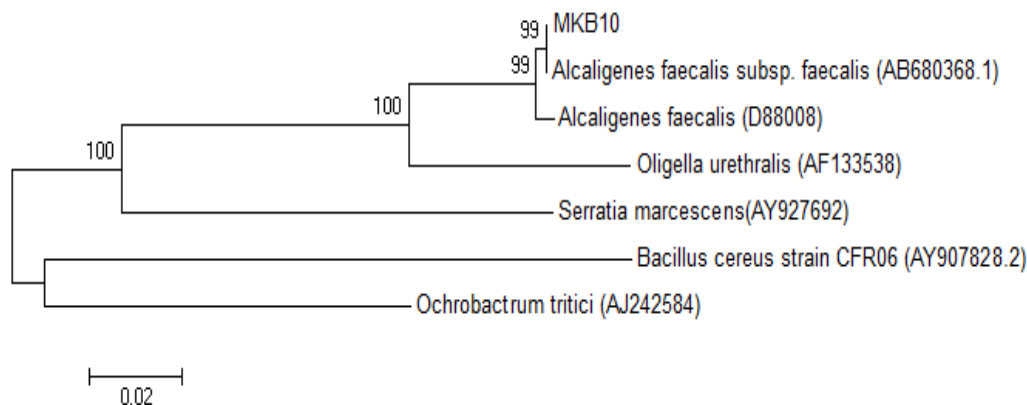 99
MKB10
99
Alcaligenes faecalis subsp. faecalis (AB680368.1)
100
Alcaligenes faecalis (D88008)
100
Oligella urethralis (AF133538)
Serratia marcescens(AY927692)
Bacillus cereus strain CFR06 (AY907828.2)
Ochrobactrum tritici (AJ242584)
0.02